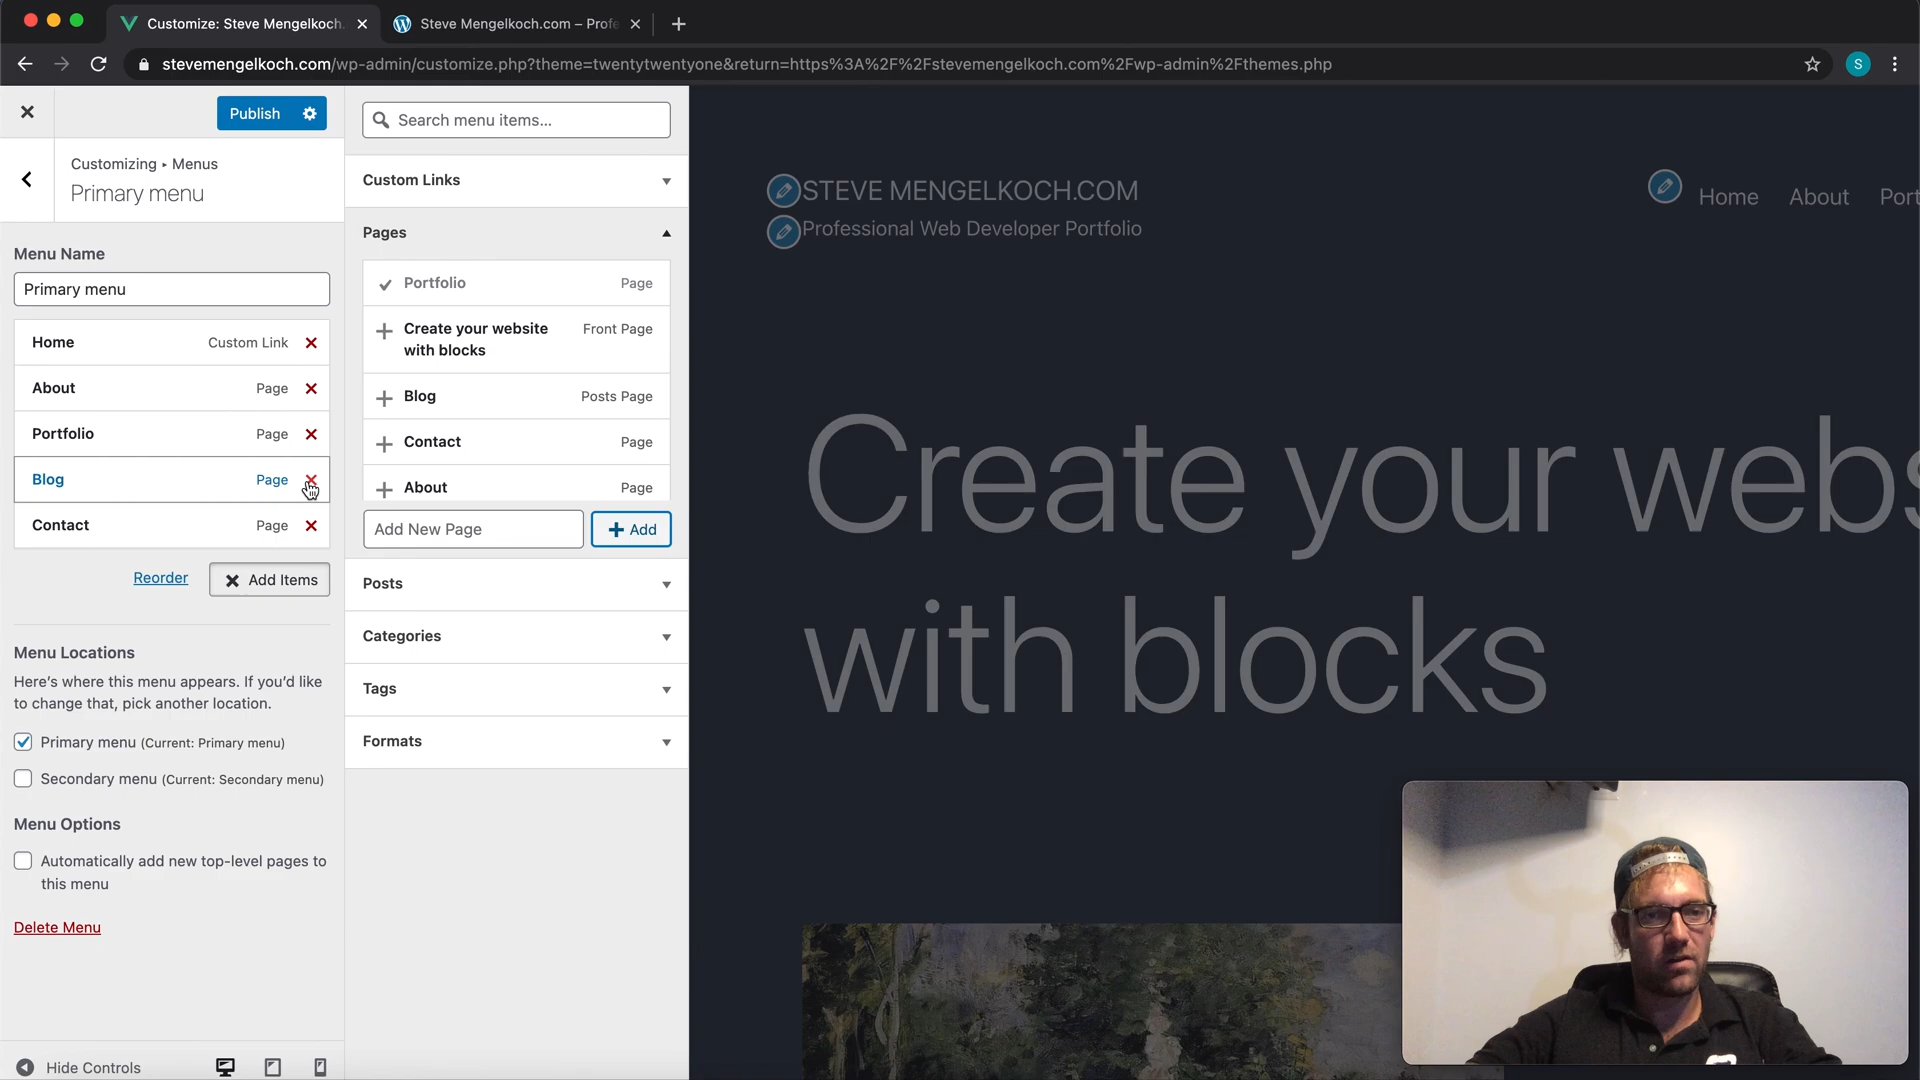 Customize: Steve Mengelkoch.
Steve Mengelkoch.com – Profe
stevemengelkoch.com/wp-admin/customize.php?theme=twentytwentyone&return=https%3A%2F%2Fstevemengelkoch.com%2Fwp-admin%2Fthemes.php
S
Publish
Customizing ▸ Menus
Primary menu
Menu Name
Primary menu
Home Custom Link
About Page
Portfolio Page
Blog Page
Contact Page
Reorder
Add Items
Menu Locations
Here’s where this menu appears. If you’d like
to change that, pick another location.
Primary menu (Current: Primary menu)
Secondary menu (Current: Secondary menu)
Menu Options
Automatically add new top-level pages to
this menu
Delete Menu
Hide Controls
Search menu items...
Custom Links
Pages
Portfolio Page
Create your website Front Page
with blocks
Blog Posts Page
Contact Page
About Page
Add New Page
Add
Posts
Categories
Tags
Formats
STEVE MENGELKOCH.COM
Professional Web Developer Portfolio
Home About Port
Create your webs
with blocks